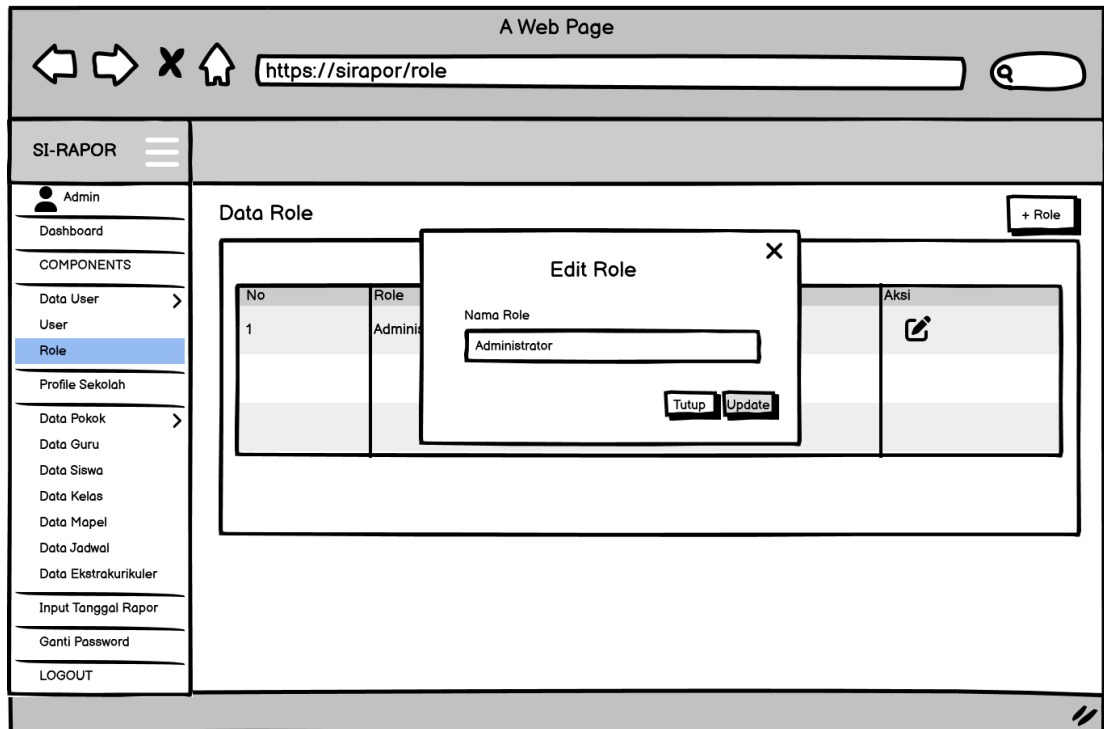 A Web Page
https://sirapor/role
SI-RAPOR
Admin
Dashboard
COMPONENTS
Data User
User
Role
Profile Sekolah
Data Pokok
Data Guru
Data Siswa
Data Kelas
Data Mapel
Data Jadwal
Data Ekstrakurikuler
Input Tanggal Rapor
Ganti Password
LOGOUT
Data Role
+ Role
No Role Aksi
1 Adminis
Edit Role
Nama Role
Administrator
Tutup Update